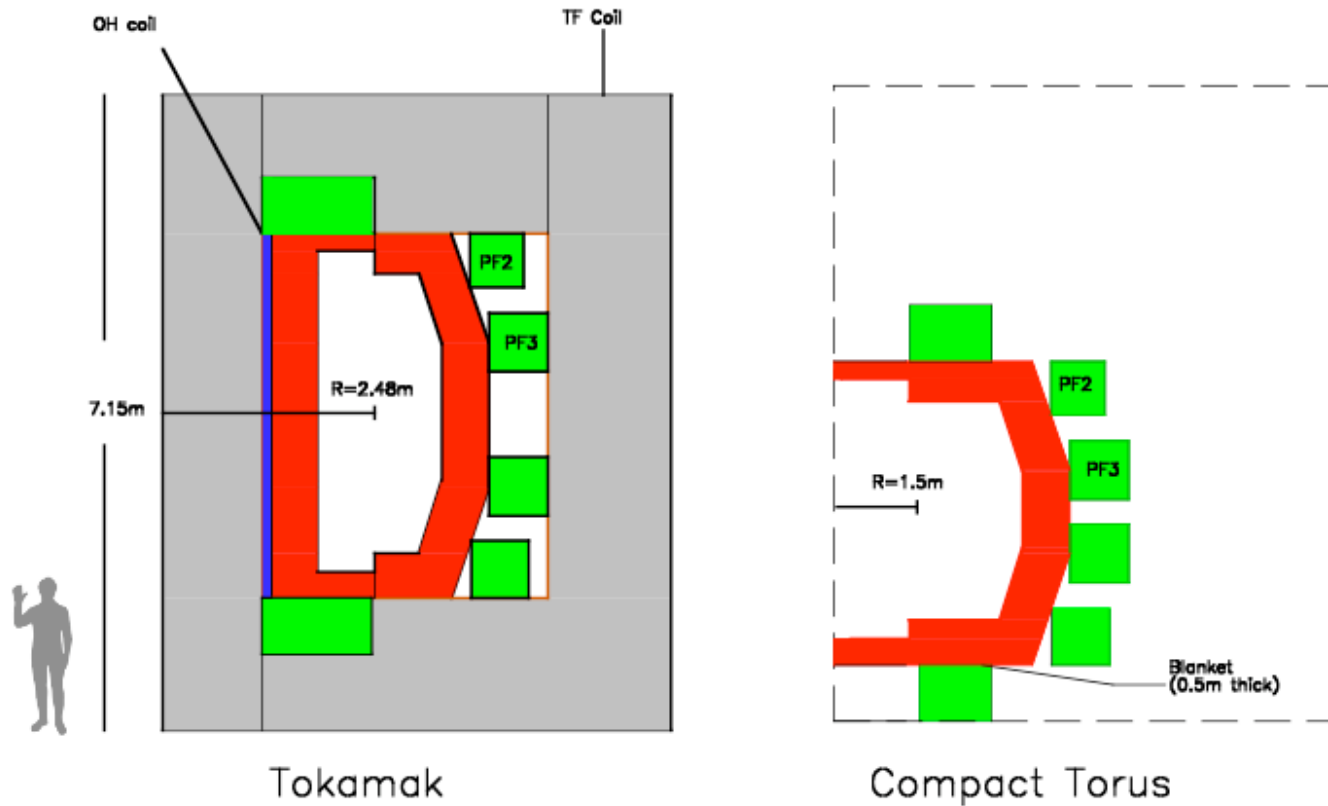 OH coil
TF Coil
PF2
PF3
R=2.48m
7.15m
Tokamak
PF2
PF3
R=1.5m
Blanket
(0.5m thick)
Compact Torus